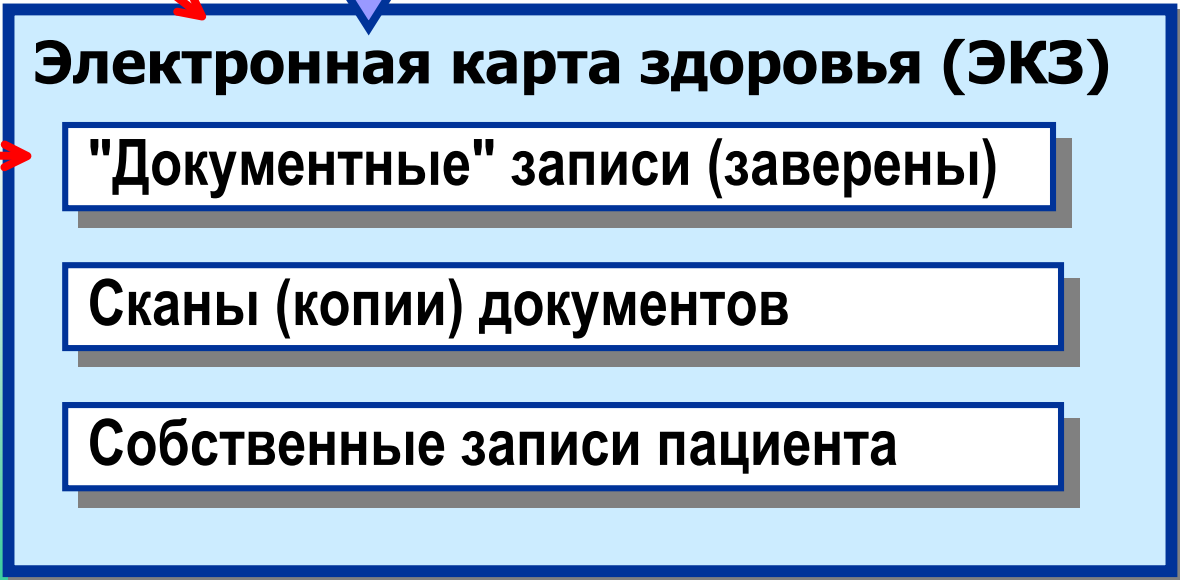 Электронная карта здоровья (ЭКЗ)
"Документные" записи (заверены)
Сканы (копии) документов
Собственные записи пациента